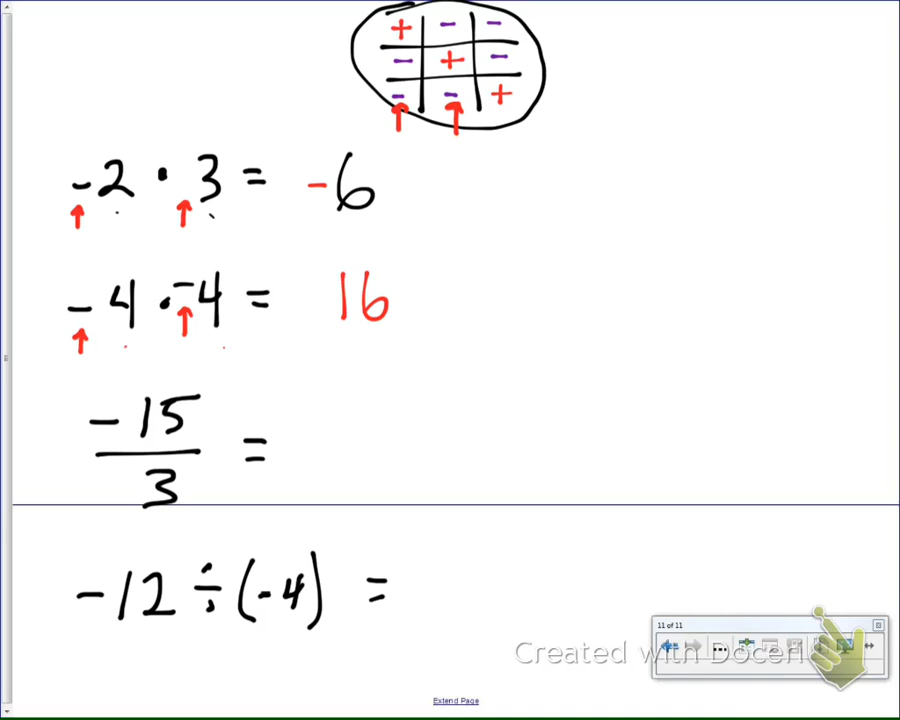 + - -
- + -
- - +
-2 · 3 = -6
-4 · -4 = 16
-15
3
=
-12 ÷ (-4) =
11 of 11
...
Created with Doceri
Extend Page